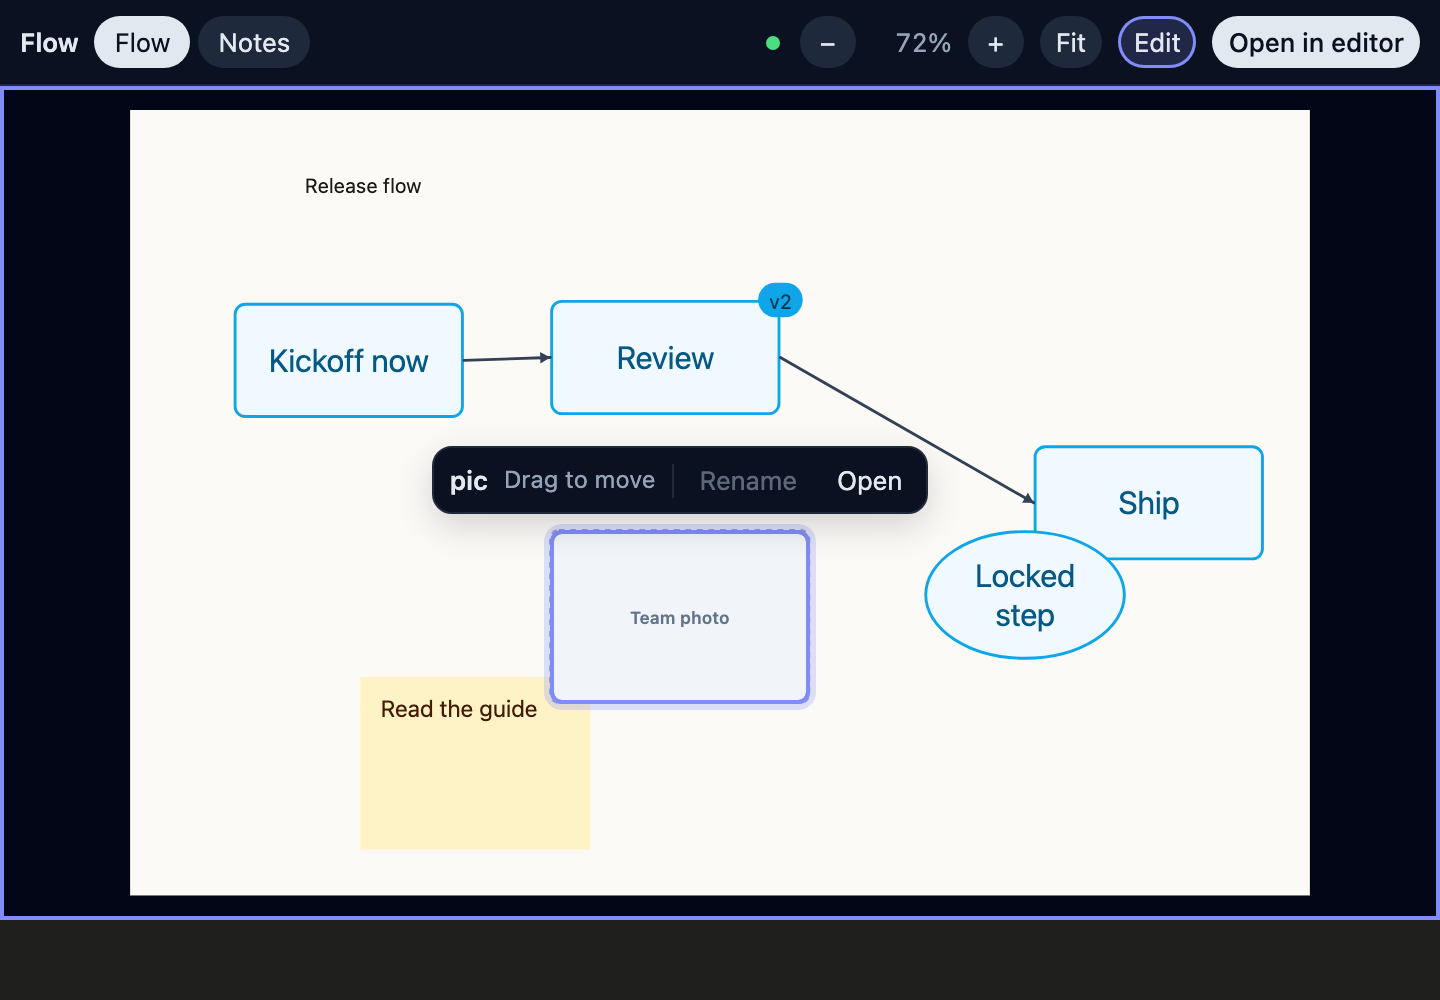 Flow Flow Notes − 72% + Fit Edit Open in editor
Release flow
v2
Kickoff now
Review
pic Drag to move Rename Open
Ship
Locked
step
Team photo
Read the guide